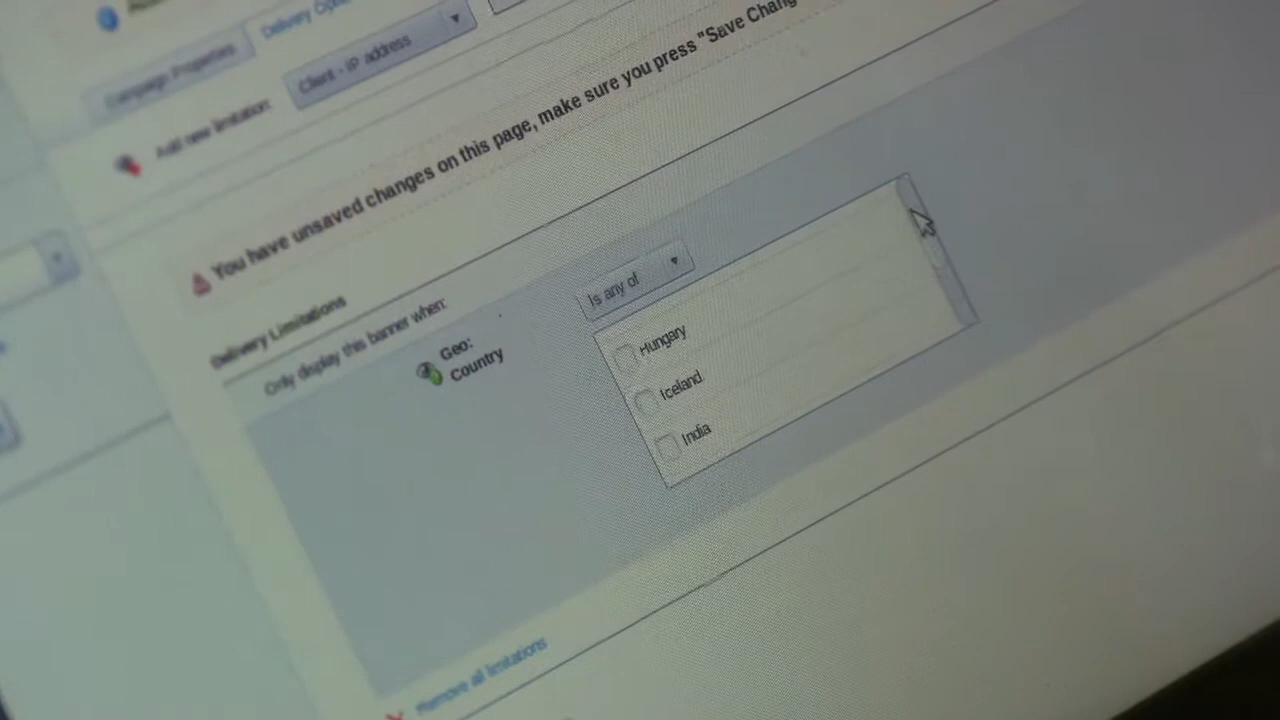 Delivery Opti
Campaign Properties
Add new limitation:
Client - IP address
You have unsaved changes on this page, make sure you press "Save Chang
Delivery Limitations
Only display this banner when:
Geo:
Country
Is any of
Hungary
Iceland
India
Remove all limitations